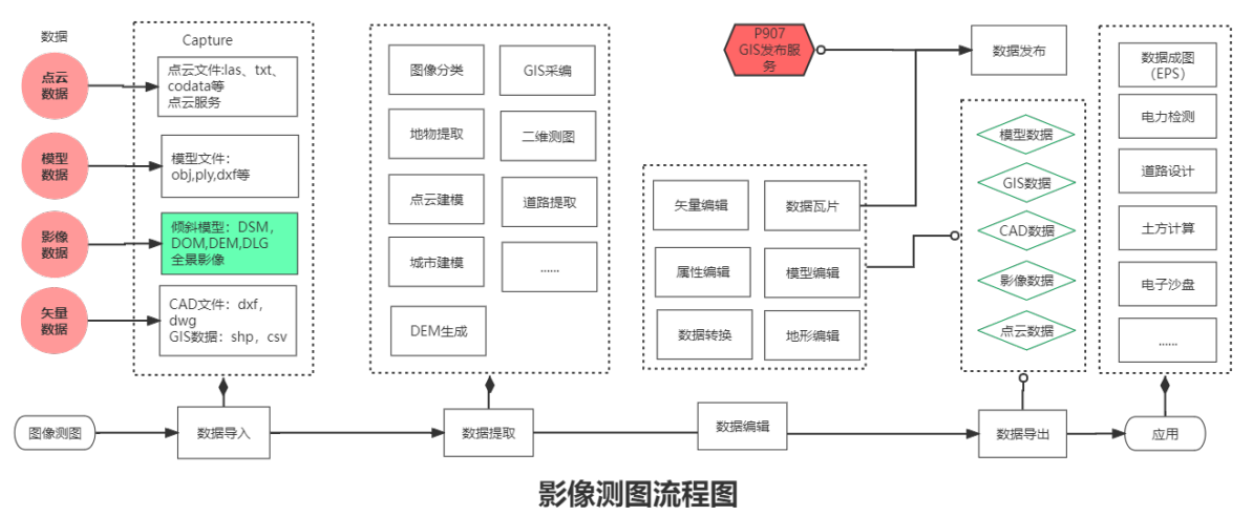 数据
点云
数据
模型
数据
影像
数据
矢量
数据
Capture
点云文件:las、txt、
codata等
点云服务
模型文件:
obj,ply,dxf等
倾斜模型：DSM，
DOM,DEM,DLG
全景影像
CAD文件：dxf，
dwg
GIS数据：shp，csv
图像分类
GIS采编
地物提取
二维测图
点云建模
道路提取
城市建模
......
DEM生成
P907
GIS发布服
务
数据发布
矢量编辑
数据瓦片
属性编辑
模型编辑
数据转换
地形编辑
模型数据
GIS数据
CAD数据
影像数据
点云数据
数据成图
（EPS）
电力检测
道路设计
土方计算
电子沙盘
......
图像测图
数据导入
数据提取
数据编辑
数据导出
应用
影像测图流程图